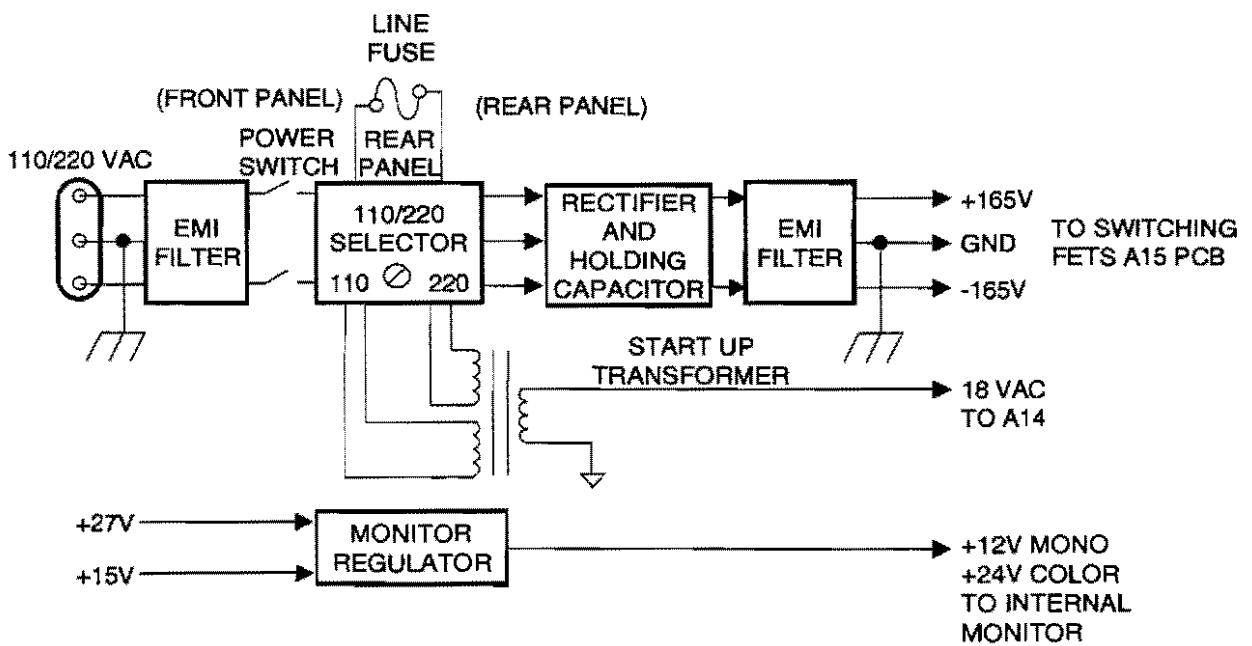 LINE
FUSE
(FRONT PANEL)
(REAR PANEL)
POWER
SWITCH
REAR
PANEL
110/220 VAC
EMI
FILTER
110/220
SELECTOR
110
220
RECTIFIER
AND
HOLDING
CAPACITOR
EMI
FILTER
+165V
GND
-165V
TO SWITCHING
FETS A15 PCB
START UP
TRANSFORMER
18 VAC
TO A14
+27V
+15V
MONITOR
REGULATOR
+12V MONO
+24V COLOR
TO INTERNAL
MONITOR